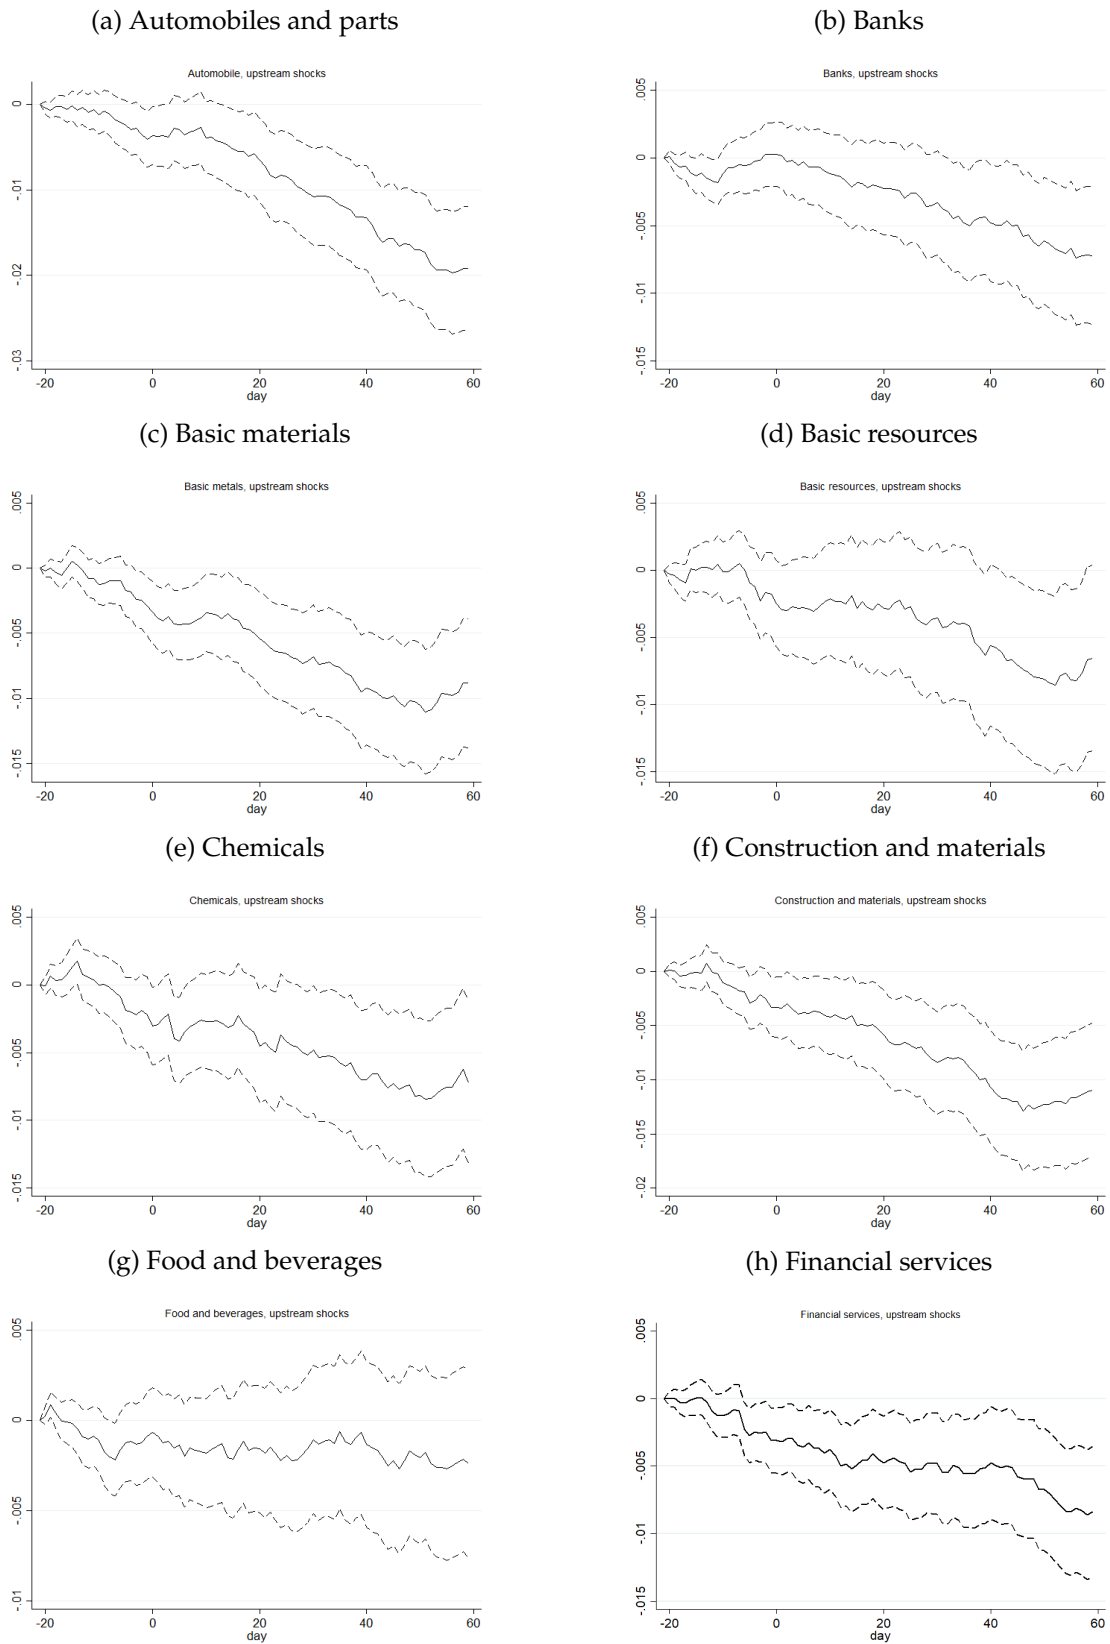 (a) Automobiles and parts
Automobile, upstream shocks
0
-.01
-.02
-.03
-20 0 20 40 60
day
(b) Banks
Banks, upstream shocks
.005
0
-.005
-.01
-.015
-20 0 20 40 60
day
(c) Basic materials
Basic metals, upstream shocks
.005
0
-.005
-.01
-.015
-20 0 20 40 60
day
(d) Basic resources
Basic resources, upstream shocks
.005
0
-.005
-.01
-.015
-20 0 20 40 60
day
(e) Chemicals
Chemicals, upstream shocks
.005
0
-.005
-.01
-.015
-20 0 20 40 60
day
(f) Construction and materials
Construction and materials, upstream shocks
.005
0
-.005
-.01
-.015
-.02
-20 0 20 40 60
day
(g) Food and beverages
Food and beverages, upstream shocks
.005
0
-.005
-.01
-20 0 20 40 60
day
(h) Financial services
Financial services, upstream shocks
.005
0
-.005
-.01
-.015
-20 0 20 40 60
day